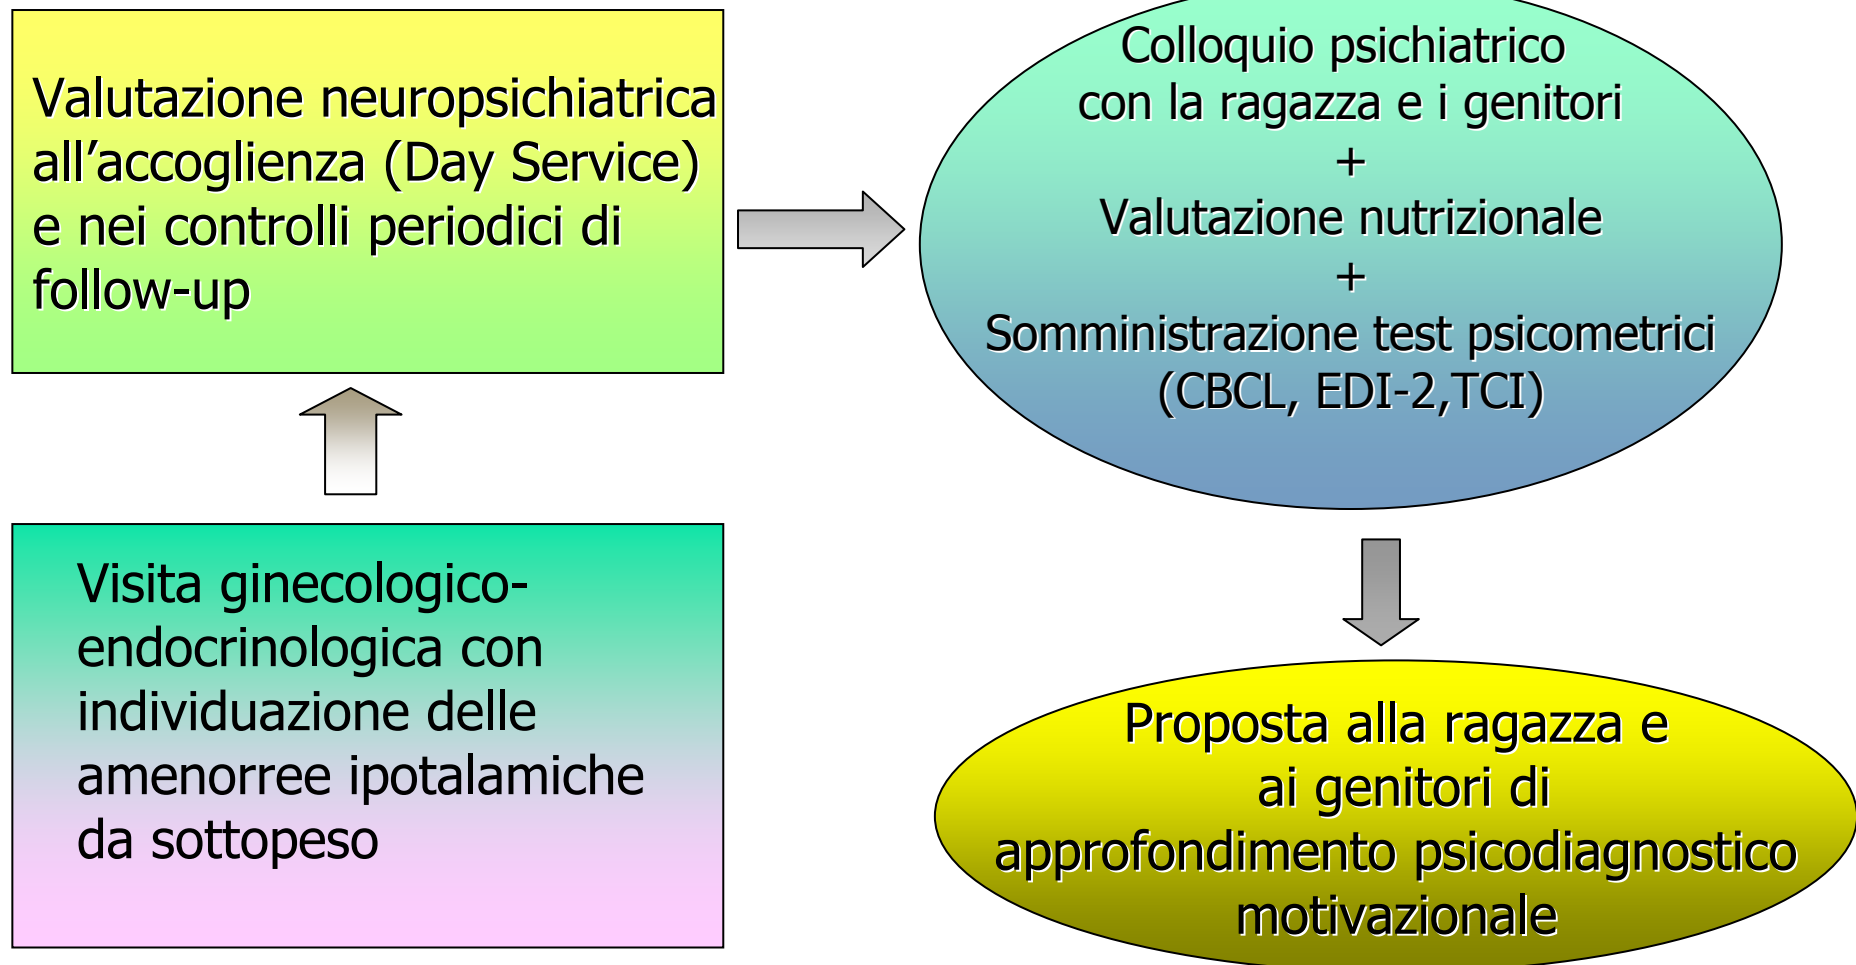 Valutazione neuropsichiatrica
all’accoglienza (Day Service)
e nei controlli periodici di
follow-up
Colloquio psichiatrico
con la ragazza e i genitori
+
Valutazione nutrizionale
+
Somministrazione test psicometrici
(CBCL, EDI-2,TCI)
Visita ginecologico-
endocrinologica con
individuazione delle
amenorree ipotalamiche
da sottopeso
Proposta alla ragazza e
ai genitori di
approfondimento psicodiagnostico
motivazionale